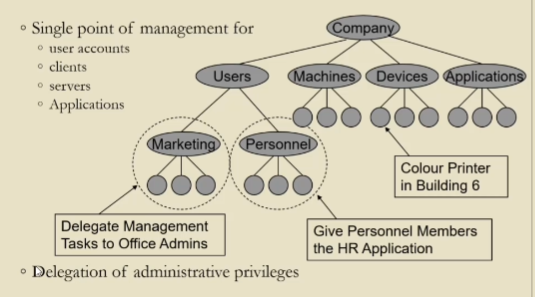 Single point of management for
user accounts
clients
servers
Applications
Company
Users
Machines
Devices
Applications
Marketing
Personnel
Colour Printer
in Building 6
Delegate Management
Tasks to Office Admins
Give Personnel Members
the HR Application
Delegation of administrative privileges